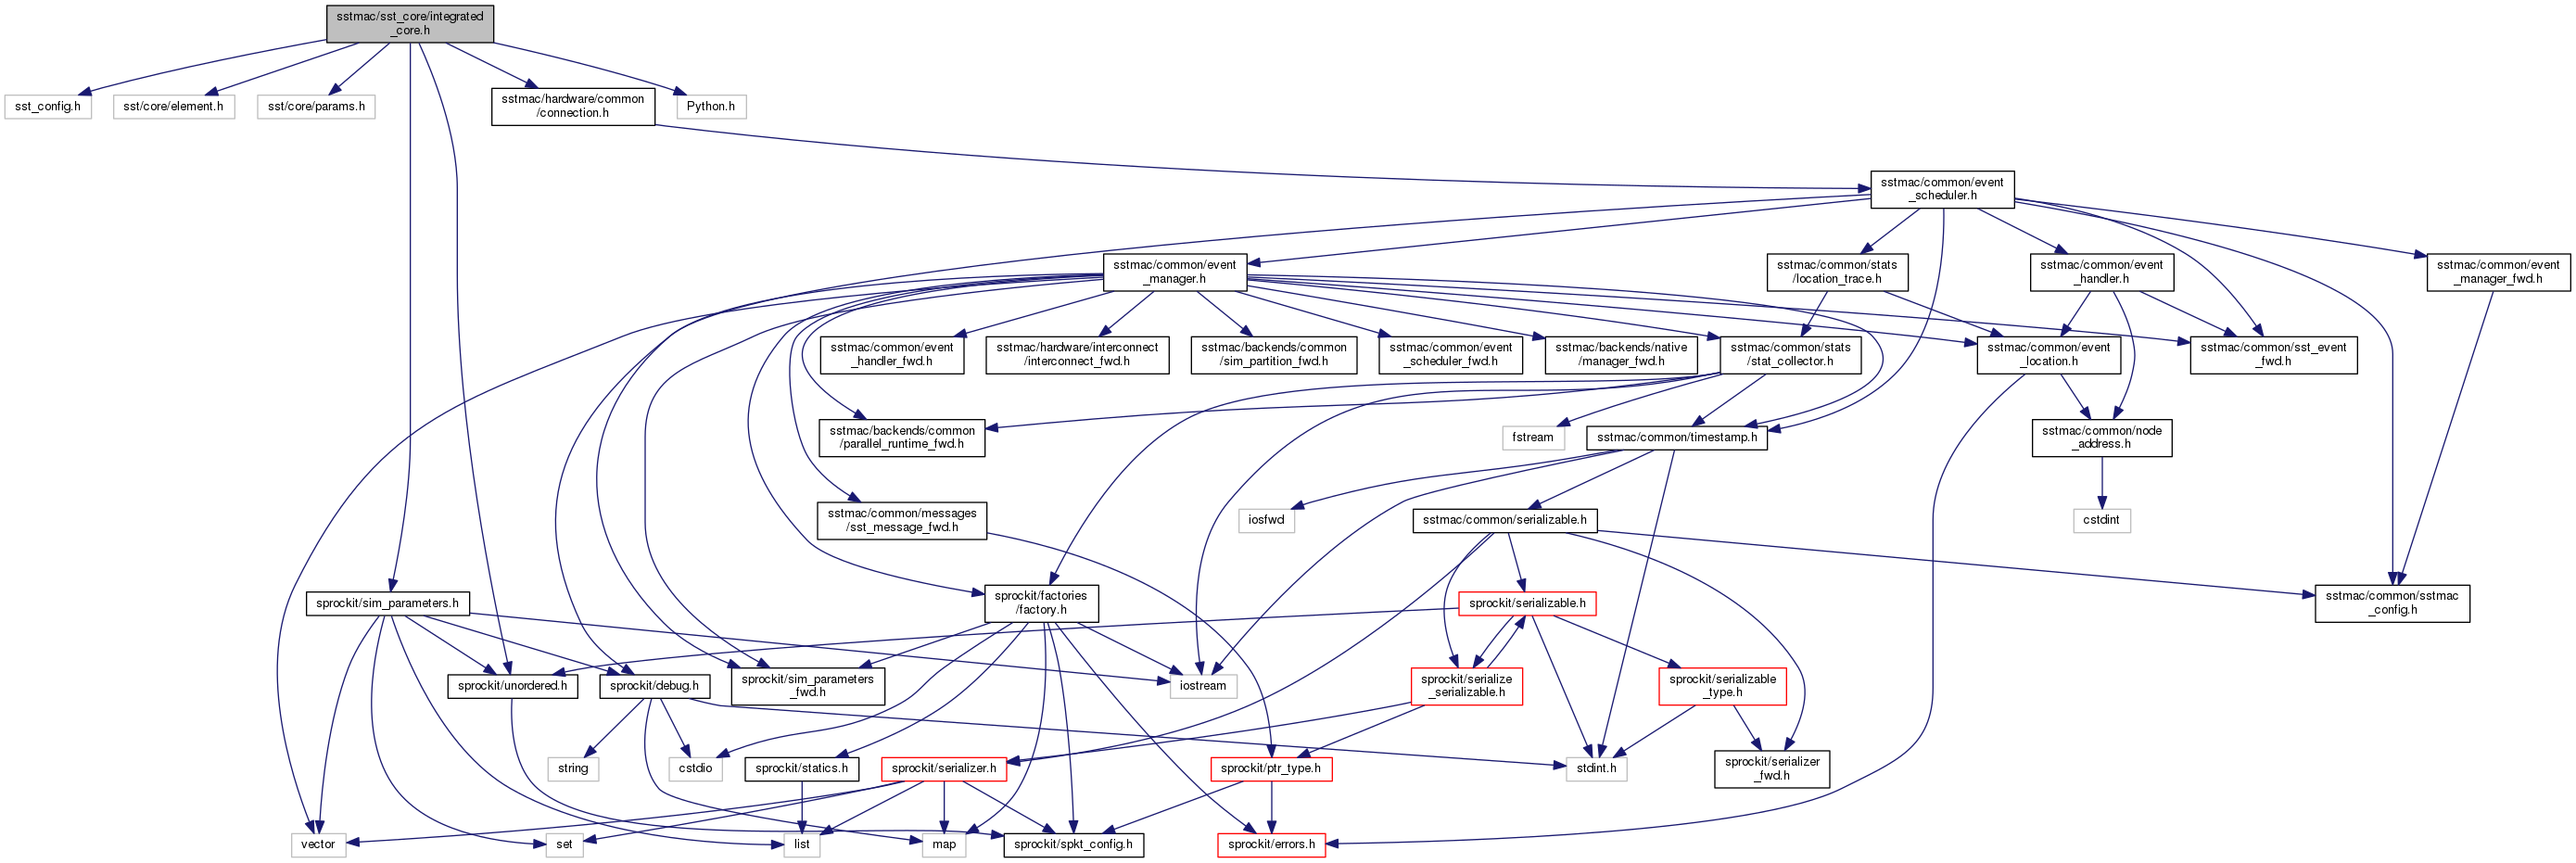 sstmac/sst_core/integrated
_core.h
sst_config.h
sst/core/element.h
sst/core/params.h
sstmac/hardware/common
/connection.h
Python.h
sstmac/common/event
_scheduler.h
sstmac/common/event
_manager.h
sstmac/common/stats
/location_trace.h
sstmac/common/event
_handler.h
sstmac/common/event
_manager_fwd.h
sstmac/common/event
_handler_fwd.h
sstmac/hardware/interconnect
/interconnect_fwd.h
sstmac/backends/common
/sim_partition_fwd.h
sstmac/common/event
_scheduler_fwd.h
sstmac/backends/native
/manager_fwd.h
sstmac/common/stats
/stat_collector.h
sstmac/common/event
_location.h
sstmac/common/sst_event
_fwd.h
sstmac/backends/common
/parallel_runtime_fwd.h
fstream
sstmac/common/timestamp.h
sstmac/common/node
_address.h
sstmac/common/messages
/sst_message_fwd.h
iosfwd
sstmac/common/serializable.h
cstdint
sprockit/sim_parameters.h
sprockit/factories
/factory.h
sprockit/serializable.h
sstmac/common/sstmac
_config.h
sprockit/unordered.h
sprockit/debug.h
sprockit/sim_parameters
_fwd.h
iostream
sprockit/serialize
_serializable.h
sprockit/serializable
_type.h
string
cstdio
sprockit/statics.h
sprockit/serializer.h
sprockit/ptr_type.h
stdint.h
sprockit/serializer
_fwd.h
vector
set
list
map
sprockit/spkt_config.h
sprockit/errors.h